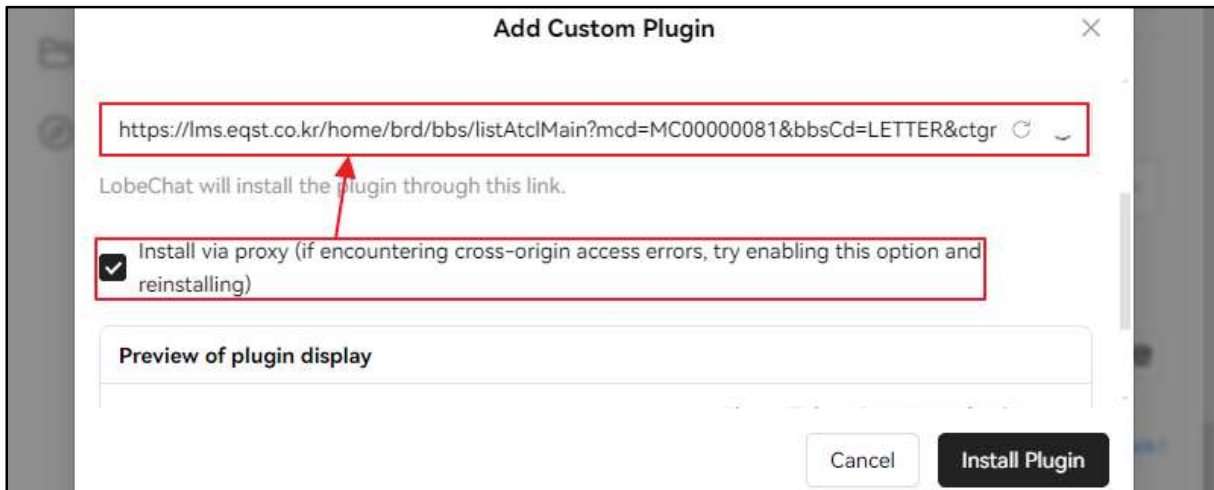 Add Custom Plugin
https://lms.eqst.co.kr/home/brd/bbs/listAtclMain?mcd=MC00000081&bbsCd=LETTER&ctgr
LobeChat will install the plugin through this link.
Install via proxy (if encountering cross-origin access errors, try enabling this option and
reinstalling)
Preview of plugin display
Cancel
Install Plugin